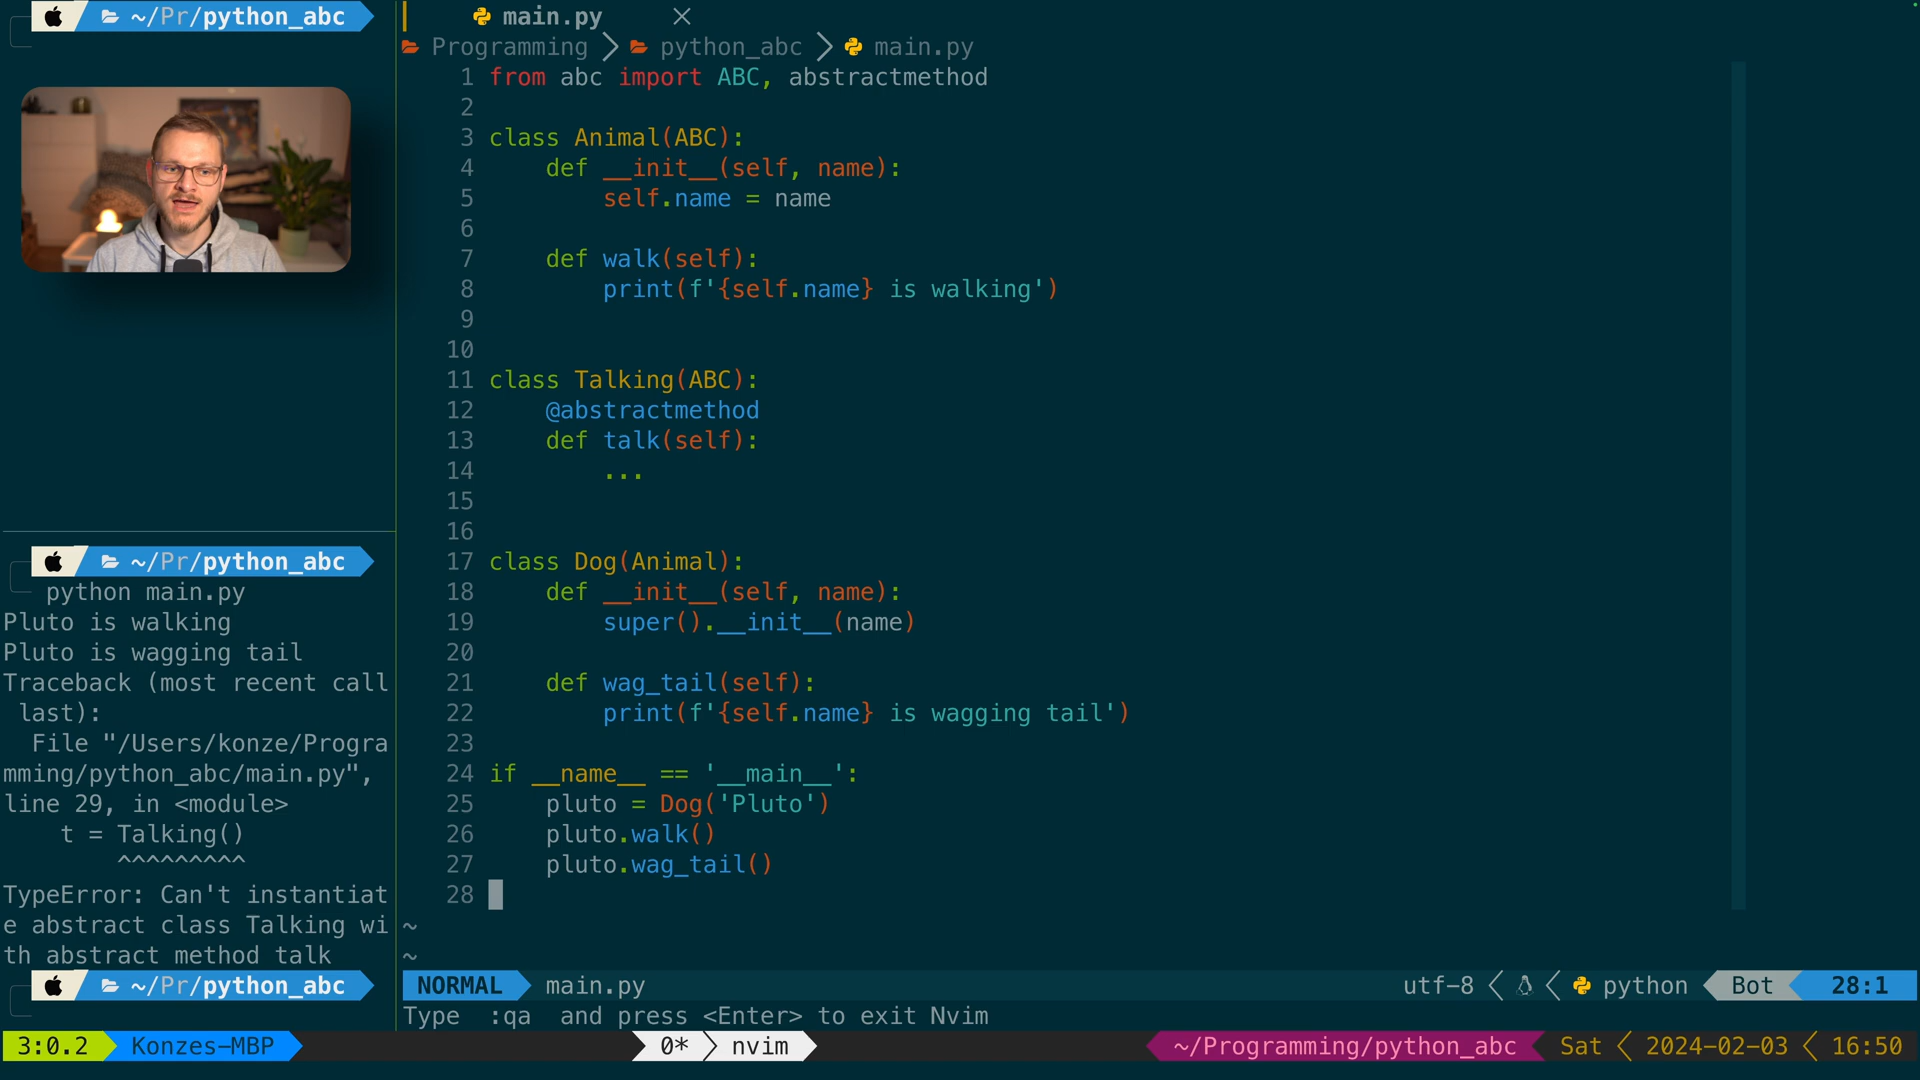 ~/Pr/python_abc
~/Pr/python_abc
python main.py
Pluto is walking
Pluto is wagging tail
Traceback (most recent call
last):
File "/Users/konze/Progra
mming/python_abc/main.py",
line 29, in <module>
t = Talking()
^^^^^^^^^
TypeError: Can't instantiat
e abstract class Talking wi
th abstract method talk
~/Pr/python_abc
main.py
Programming python_abc main.py
1 from abc import ABC, abstractmethod
2
3 class Animal(ABC):
4     def __init__(self, name):
5         self.name = name
6
7     def walk(self):
8         print(f'{self.name} is walking')
9
10
11 class Talking(ABC):
12     @abstractmethod
13     def talk(self):
14         ...
15
16
17 class Dog(Animal):
18     def __init__(self, name):
19         super().__init__(name)
20
21     def wag_tail(self):
22         print(f'{self.name} is wagging tail')
23
24 if __name__ == '__main__':
25     pluto = Dog('Pluto')
26     pluto.walk()
27     pluto.wag_tail()
28
~
~
NORMAL main.py utf-8 python Bot 28:1
Type  :qa  and press <Enter> to exit Nvim
3:0.2 Konzes-MBP 0* nvim ~/Programming/python_abc Sat 2024-02-03 16:50